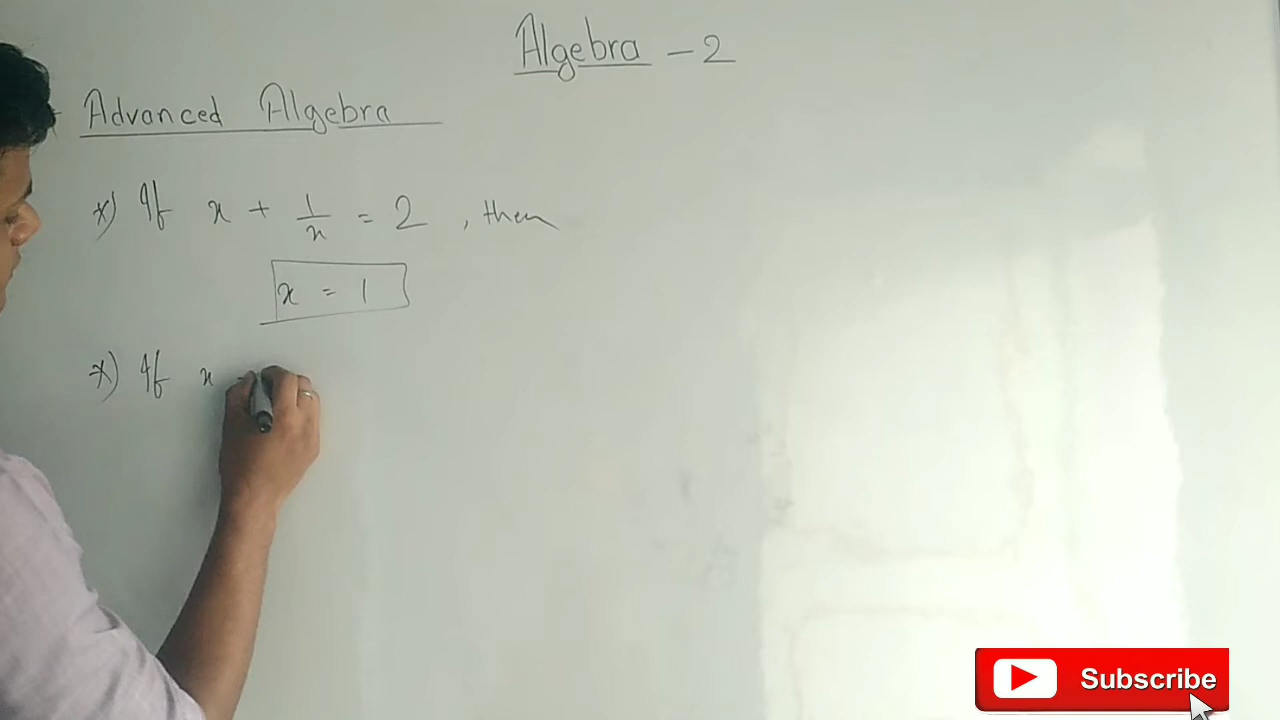 Algebra - 2
Advanced Algebra
*) If x + 1/x = 2 , then
x = 1
*) If x
Subscribe